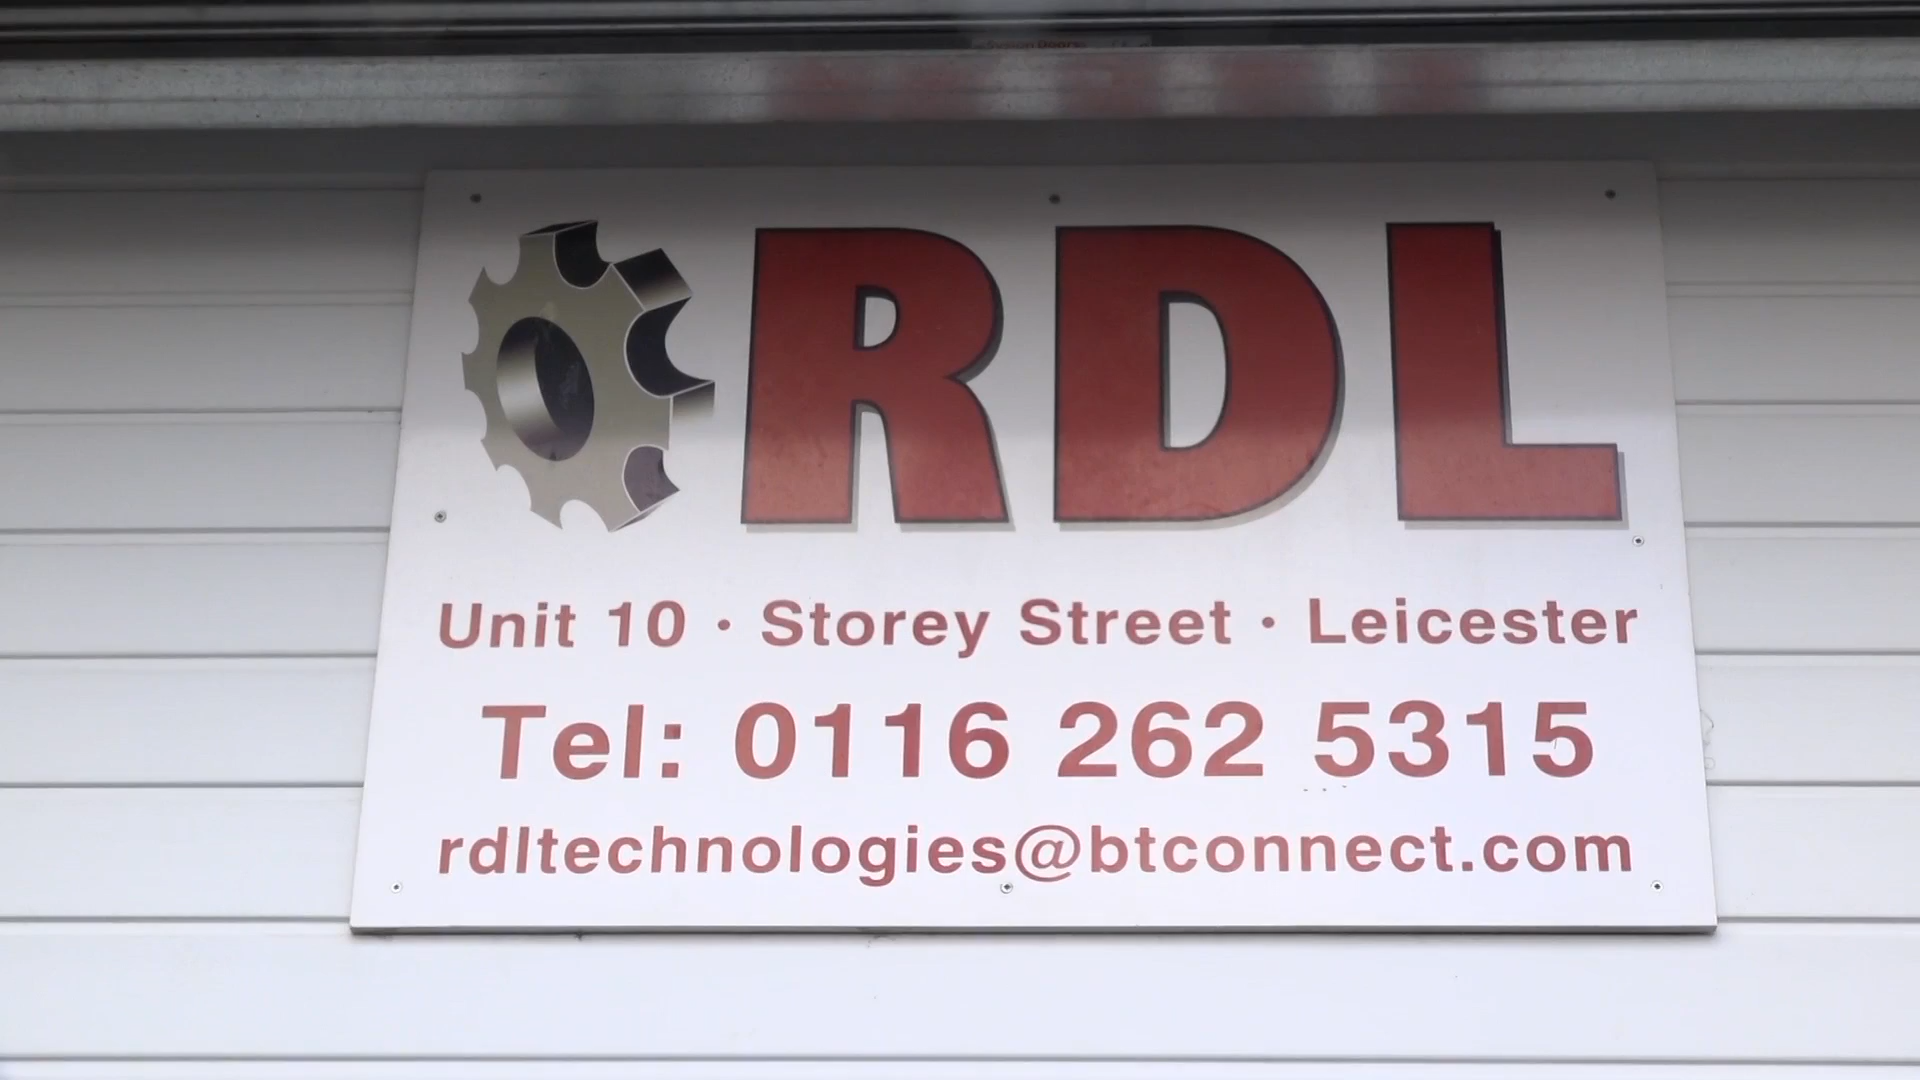 RDL
Unit 10 · Storey Street · Leicester
Tel: 0116 262 5315
rdltechnologies@btconnect.com